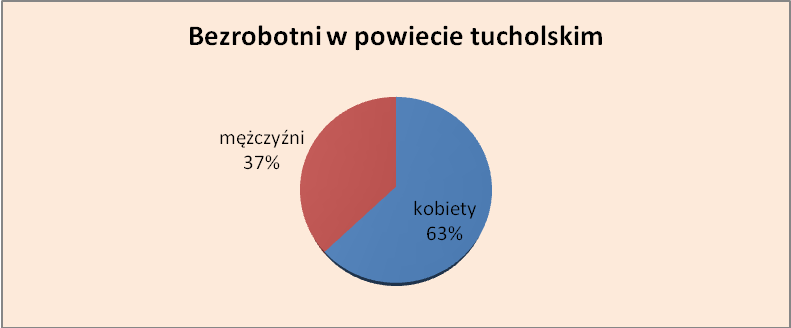 Bezrobotni w powiecie tucholskim
mężczyźni
37%
kobiety
63%